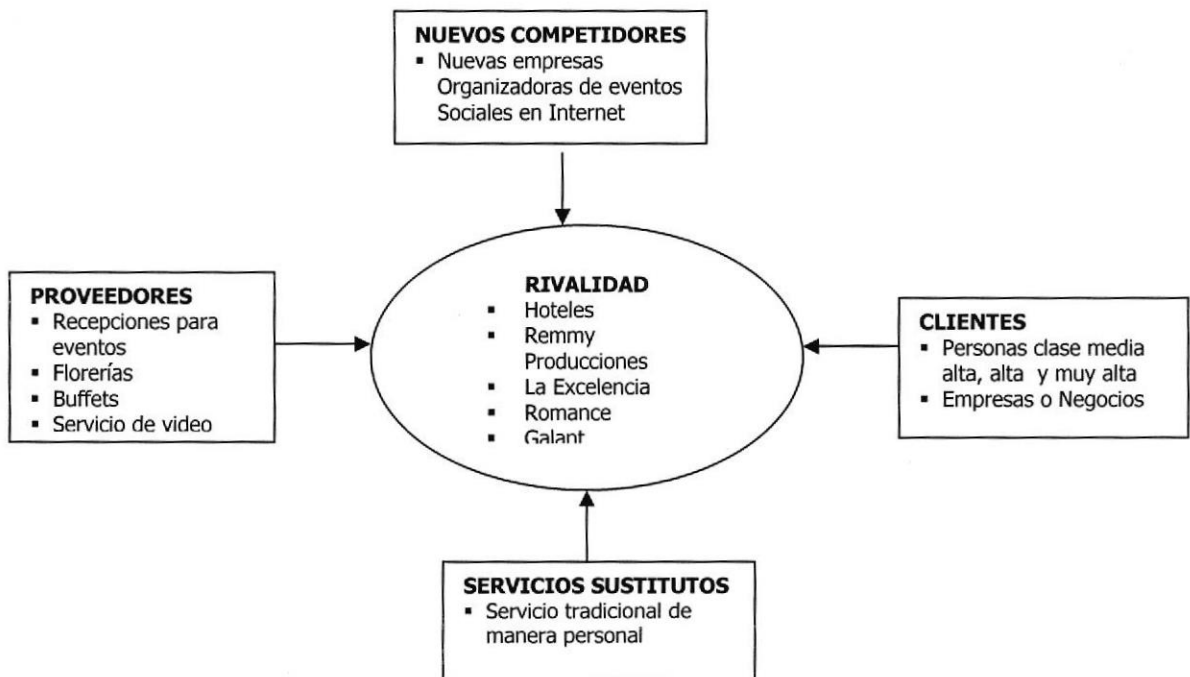 NUEVOS COMPETIDORES
▪ Nuevas empresas
Organizadoras de eventos
Sociales en Internet
PROVEEDORES
▪ Recepciones para
eventos
▪ Florerías
▪ Buffets
▪ Servicio de video
RIVALIDAD
▪ Hoteles
▪ Remmy
Producciones
▪ La Excelencia
▪ Romance
▪ Galant
CLIENTES
▪ Personas clase media
alta, alta y muy alta
▪ Empresas o Negocios
SERVICIOS SUSTITUTOS
▪ Servicio tradicional de
manera personal